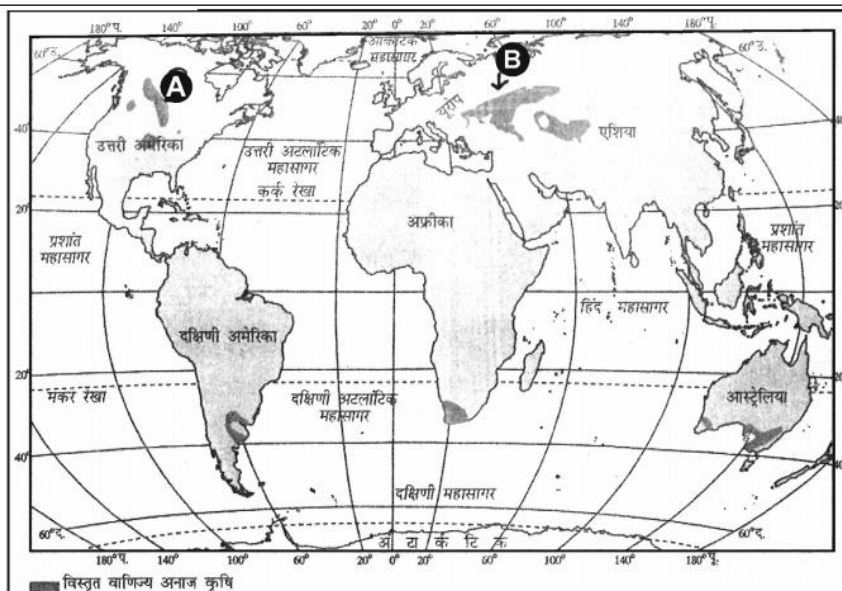 180°प. 140° 100° 60° 20° 0° 20° 60° 100° 140° 180°पू.
60°उ. आर्कटिक महासागर 60°उ.
A B
यूरोप
40° एशिया 40
उत्तरी अमेरिका उत्तरी अटलांटिक महासागर
कर्क रेखा
20° 20
अफ्रीका
प्रशांत महासागर प्रशांत महासागर
हिंद महासागर
दक्षिणी अमेरिका
20° 20
मकर रेखा दक्षिणी अटलांटिक महासागर आस्ट्रेलिया
40° 40
दक्षिणी महासागर
60°द. 60°द.
अ टा र्क टि क
180°प. 140° 100° 60° 20° 0° 20° 60° 100° 140° 180°पू.
विस्तृत वाणिज्य अनाज कृषि